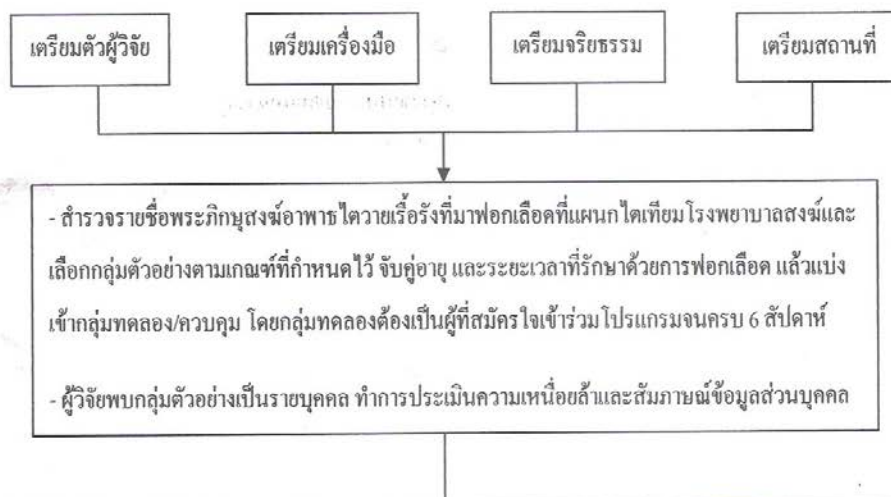 เตรียมตัวผู้วิจัย
เตรียมเครื่องมือ
เตรียมจริยธรรม
เตรียมสถานที่
- สำรวจรายชื่อพระภิกษุสงฆ์อาพาธไตวายเรื้อรังที่มาฟอกเลือดที่แผนกไตเทียมโรงพยาบาลสงฆ์และ
เลือกกลุ่มตัวอย่างตามเกณฑ์ที่กำหนดไว้ จับคู่อายุ และระยะเวลาที่รักษาด้วยการฟอกเลือด แล้วแบ่ง
เข้ากลุ่มทดลอง/ควบคุม โดยกลุ่มทดลองต้องเป็นผู้ที่สมัครใจเข้าร่วมโปรแกรมจนครบ 6 สัปดาห์
- ผู้วิจัยพบกลุ่มตัวอย่างเป็นรายบุคคล ทำการประเมินความเหนื่อยล้าและสัมภาษณ์ข้อมูลส่วนบุคคล